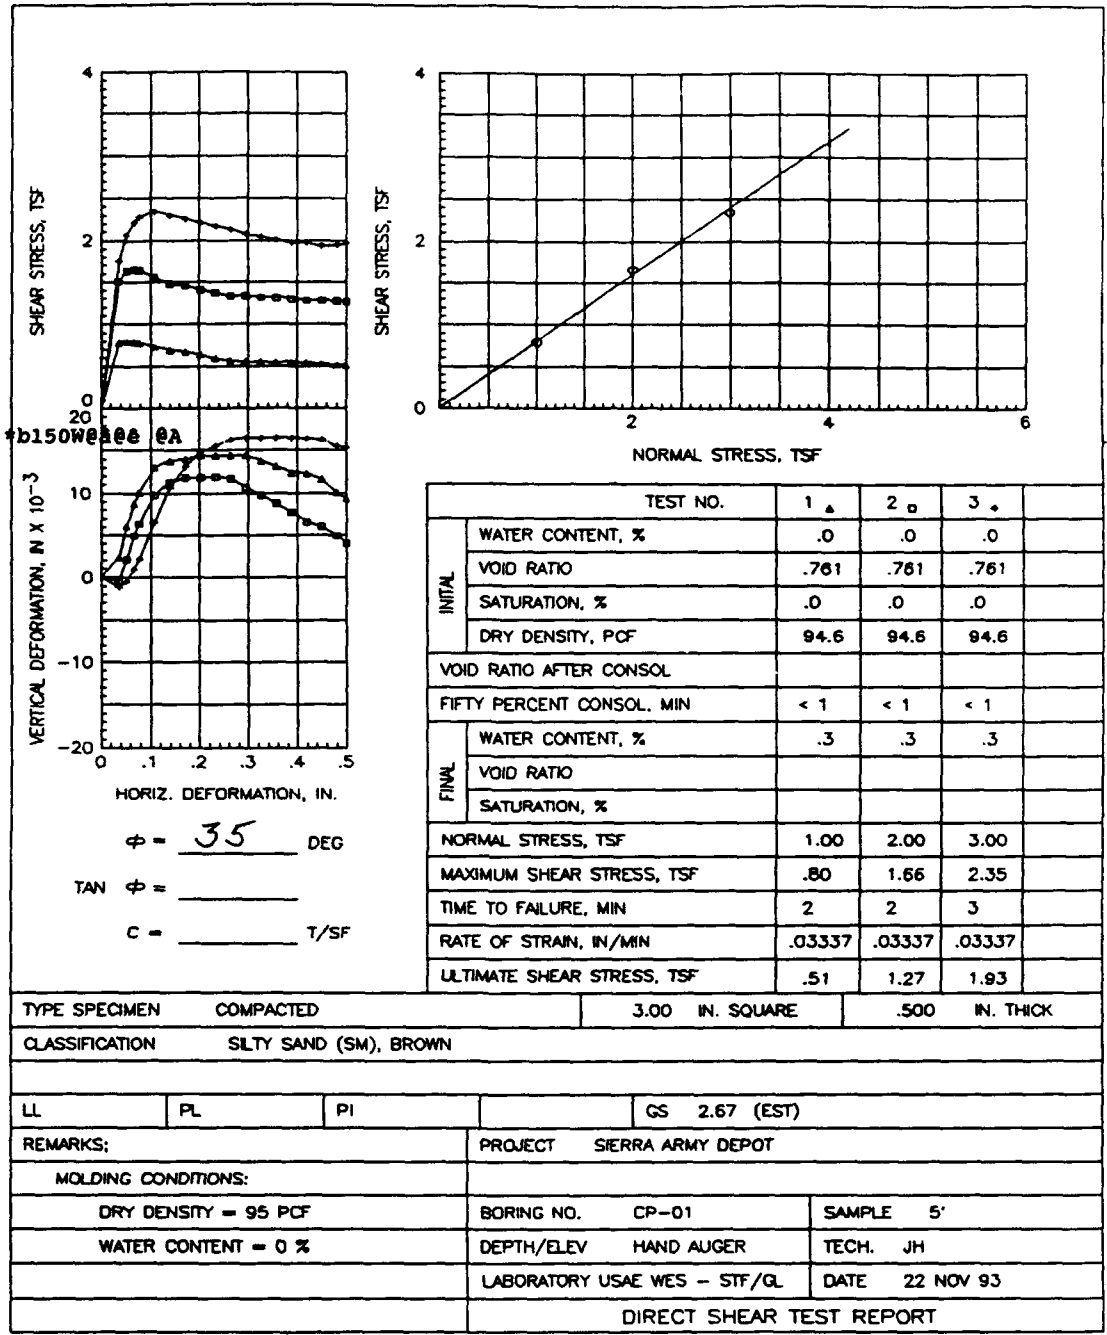 4
2
0
SHEAR STRESS, TSF
20
10
0
-10
-20
VERTICAL DEFORMATION, IN X 10-3
0 .1 .2 .3 .4 .5
HORIZ. DEFORMATION, IN.
4
2
0
SHEAR STRESS, TSF
2 4 6
NORMAL STRESS, TSF
ϕ = 35 DEG
TAN ϕ =
C = T/SF
TEST NO. 1 2 3
INITAL
WATER CONTENT, % .0 .0 .0
VOID RATIO .761 .761 .761
SATURATION, % .0 .0 .0
DRY DENSITY, PCF 94.6 94.6 94.6
VOID RATIO AFTER CONSOL
FIFTY PERCENT CONSOL, MIN < 1 < 1 < 1
FINAL
WATER CONTENT, % .3 .3 .3
VOID RATIO
SATURATION, %
NORMAL STRESS, TSF 1.00 2.00 3.00
MAXIMUM SHEAR STRESS, TSF .80 1.66 2.35
TIME TO FAILURE, MIN 2 2 3
RATE OF STRAIN, IN/MIN .03337 .03337 .03337
ULTIMATE SHEAR STRESS, TSF .51 1.27 1.93
TYPE SPECIMEN COMPACTED 3.00 IN. SQUARE .500 IN. THICK
CLASSIFICATION SILTY SAND (SM), BROWN
LL PL PI GS 2.67 (EST)
REMARKS; PROJECT SIERRA ARMY DEPOT
MOLDING CONDITIONS:
DRY DENSITY = 95 PCF BORING NO. CP-01 SAMPLE 5'
WATER CONTENT = 0 % DEPTH/ELEV HAND AUGER TECH. JH
LABORATORY USAE WES - STF/GL DATE 22 NOV 93
DIRECT SHEAR TEST REPORT